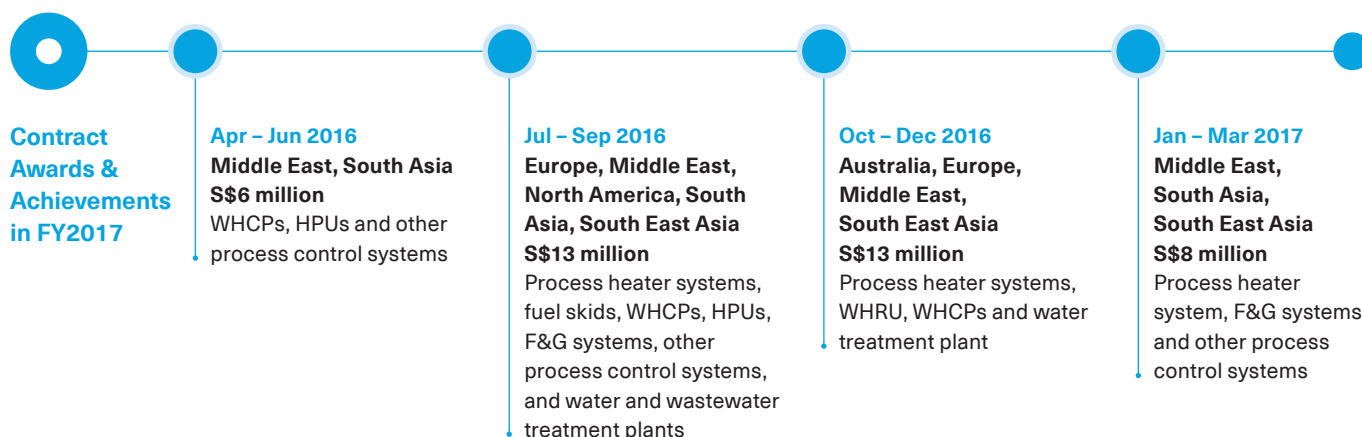 Contract
Awards &
Achievements
in FY2017
Apr – Jun 2016
Middle East, South Asia
S$6 million
WHCPs, HPUs and other
process control systems
Jul – Sep 2016
Europe, Middle East,
North America, South
Asia, South East Asia
S$13 million
Process heater systems,
fuel skids, WHCPs, HPUs,
F&G systems, other
process control systems,
and water and wastewater
treatment plants
Oct – Dec 2016
Australia, Europe,
Middle East,
South East Asia
S$13 million
Process heater systems,
WHRU, WHCPs and water
treatment plant
Jan – Mar 2017
Middle East,
South Asia,
South East Asia
S$8 million
Process heater
system, F&G systems
and other process
control systems